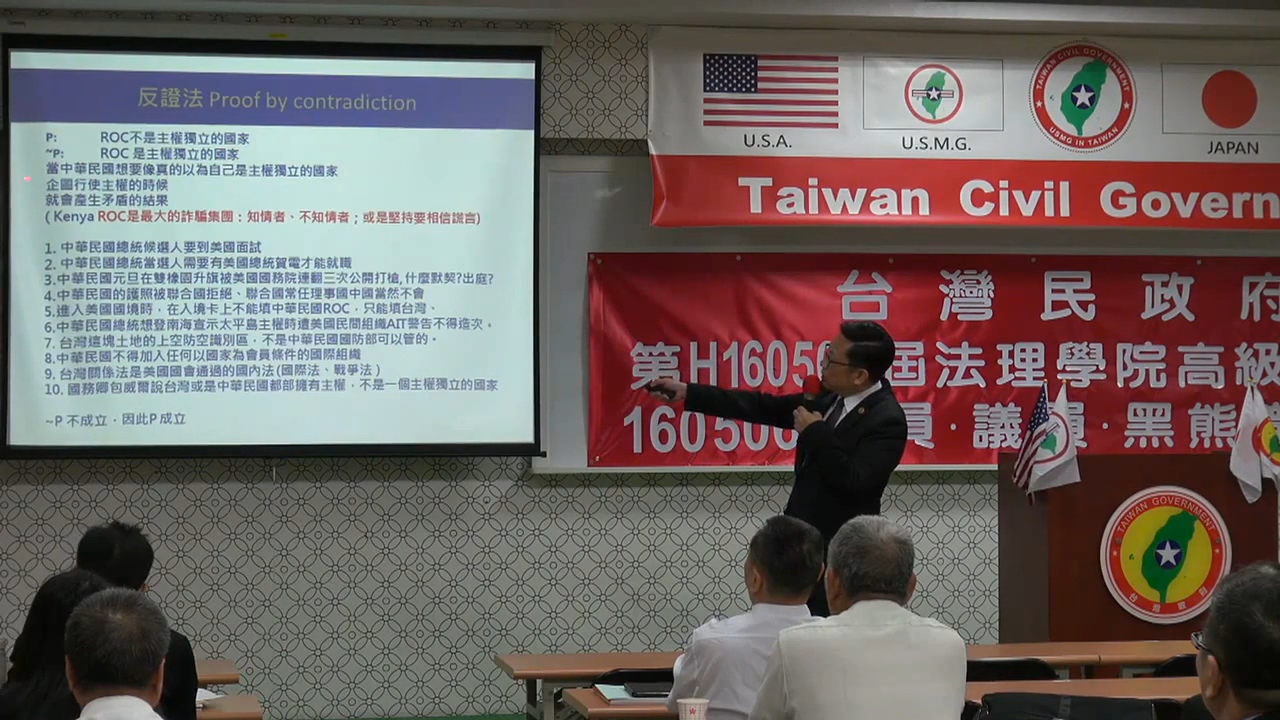 反證法 Proof by contradiction
P: ROC不是主權獨立的國家
~P: ROC 是主權獨立的國家
當中華民國想要像真的以為自己是主權獨立的國家
企圖行使主權的時候
就會產生矛盾的結果
( Kenya ROC是最大的詐騙集團：知情者、不知情者；或是堅持要相信謊言)
1. 中華民國總統候選人要到美國面試
2. 中華民國總統當選人需要有美國總統賀電才能就職
3.中華民國元旦在雙橡園升旗被美國國務院連翻三次公開打槍, 什麼默契?出庭?
4.中華民國的護照被聯合國拒絕、聯合國常任理事國中國當然不會
5.進入美國國境時，在入境卡上不能填中華民國ROC，只能填台灣、
6.中華民國總統想登南海宣示太平島主權時遭美國民間組織AIT警告不得造次。
7. 台灣這塊土地的上空防空識別區，不是中華民國國防部可以管的。
8.中華民國不得加入任何以國家為會員條件的國際組織
9. 台灣關係法是美國國會通過的國內法 (國際法、戰爭法 )
10. 國務卿包威爾說台灣或是中華民國都部擁有主權，不是一個主權獨立的國家
~P 不成立，因此P 成立
U.S.A.
U.S.M.G.
TAIWAN CIVIL GOVERNMENT
USMG IN TAIWAN
JAPAN
Taiwan Civil Govern
台灣民政府
第H1605 屆法理學院高級
16050 員·議員·黑熊
TAIWAN GOVERNMENT
台灣政府